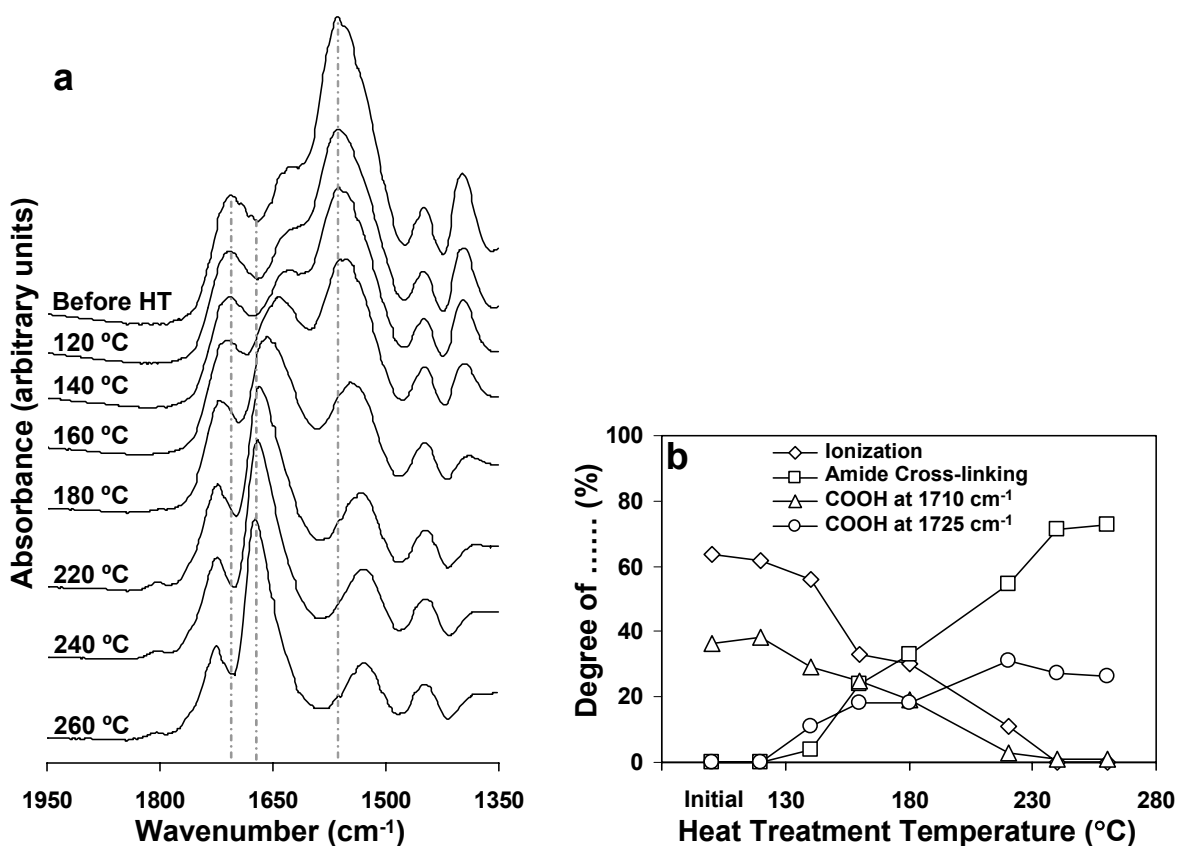 a
Absorbance (arbitrary units)
Before HT
120 ºC
140 ºC
160 ºC
180 ºC
220 ºC
240 ºC
260 ºC
1950 1800 1650 1500 1350
Wavenumber (cm-1)
b
Ionization
Amide Cross-linking
COOH at 1710 cm-1
COOH at 1725 cm-1
Degree of ...... (%)
100
80
60
40
20
0
Initial 130 180 230 280
Heat Treatment Temperature (°C)